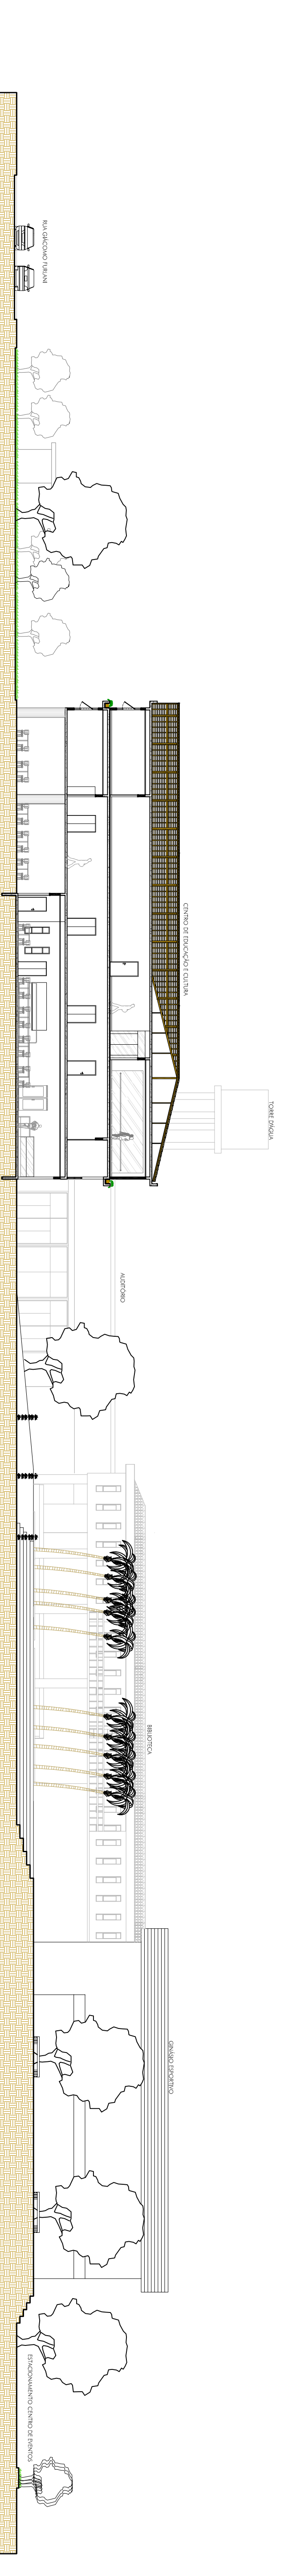 RUA GIÁCOMO FURLANI
CENTRO DE EDUCAÇÃO E CULTURA
TORRE D'ÁGUA
AUDITÓRIO
BIBLIOTECA
GINÁSIO ESPORTIVO
ESTACIONAMENTO CENTRO DE EVENTOS